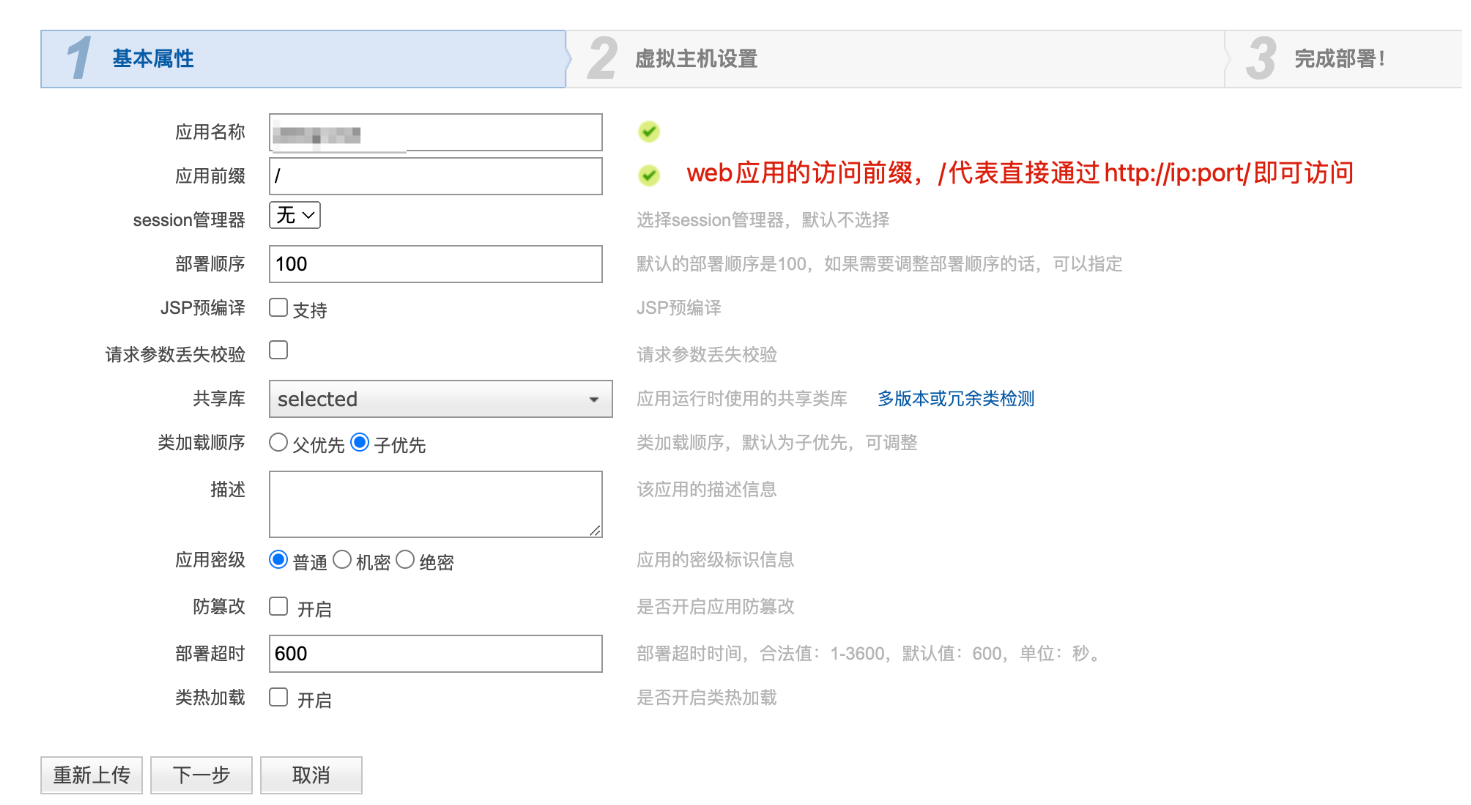 1 基本属性 2 虚拟主机设置 3 完成部署!
应用名称
应用前缀 / web应用的访问前缀，/代表直接通过http://ip:port/即可访问
session管理器 无 选择session管理器，默认不选择
部署顺序 100 默认的部署顺序是100，如果需要调整部署顺序的话，可以指定
JSP预编译 支持 JSP预编译
请求参数丢失校验 请求参数丢失校验
共享库 selected 应用运行时使用的共享类库 多版本或冗余类检测
类加载顺序 父优先 子优先 类加载顺序，默认为子优先，可调整
描述 该应用的描述信息
应用密级 普通 机密 绝密 应用的密级标识信息
防篡改 开启 是否开启应用防篡改
部署超时 600 部署超时时间，合法值：1-3600，默认值：600，单位：秒。
类热加载 开启 是否开启类热加载
重新上传 下一步 取消